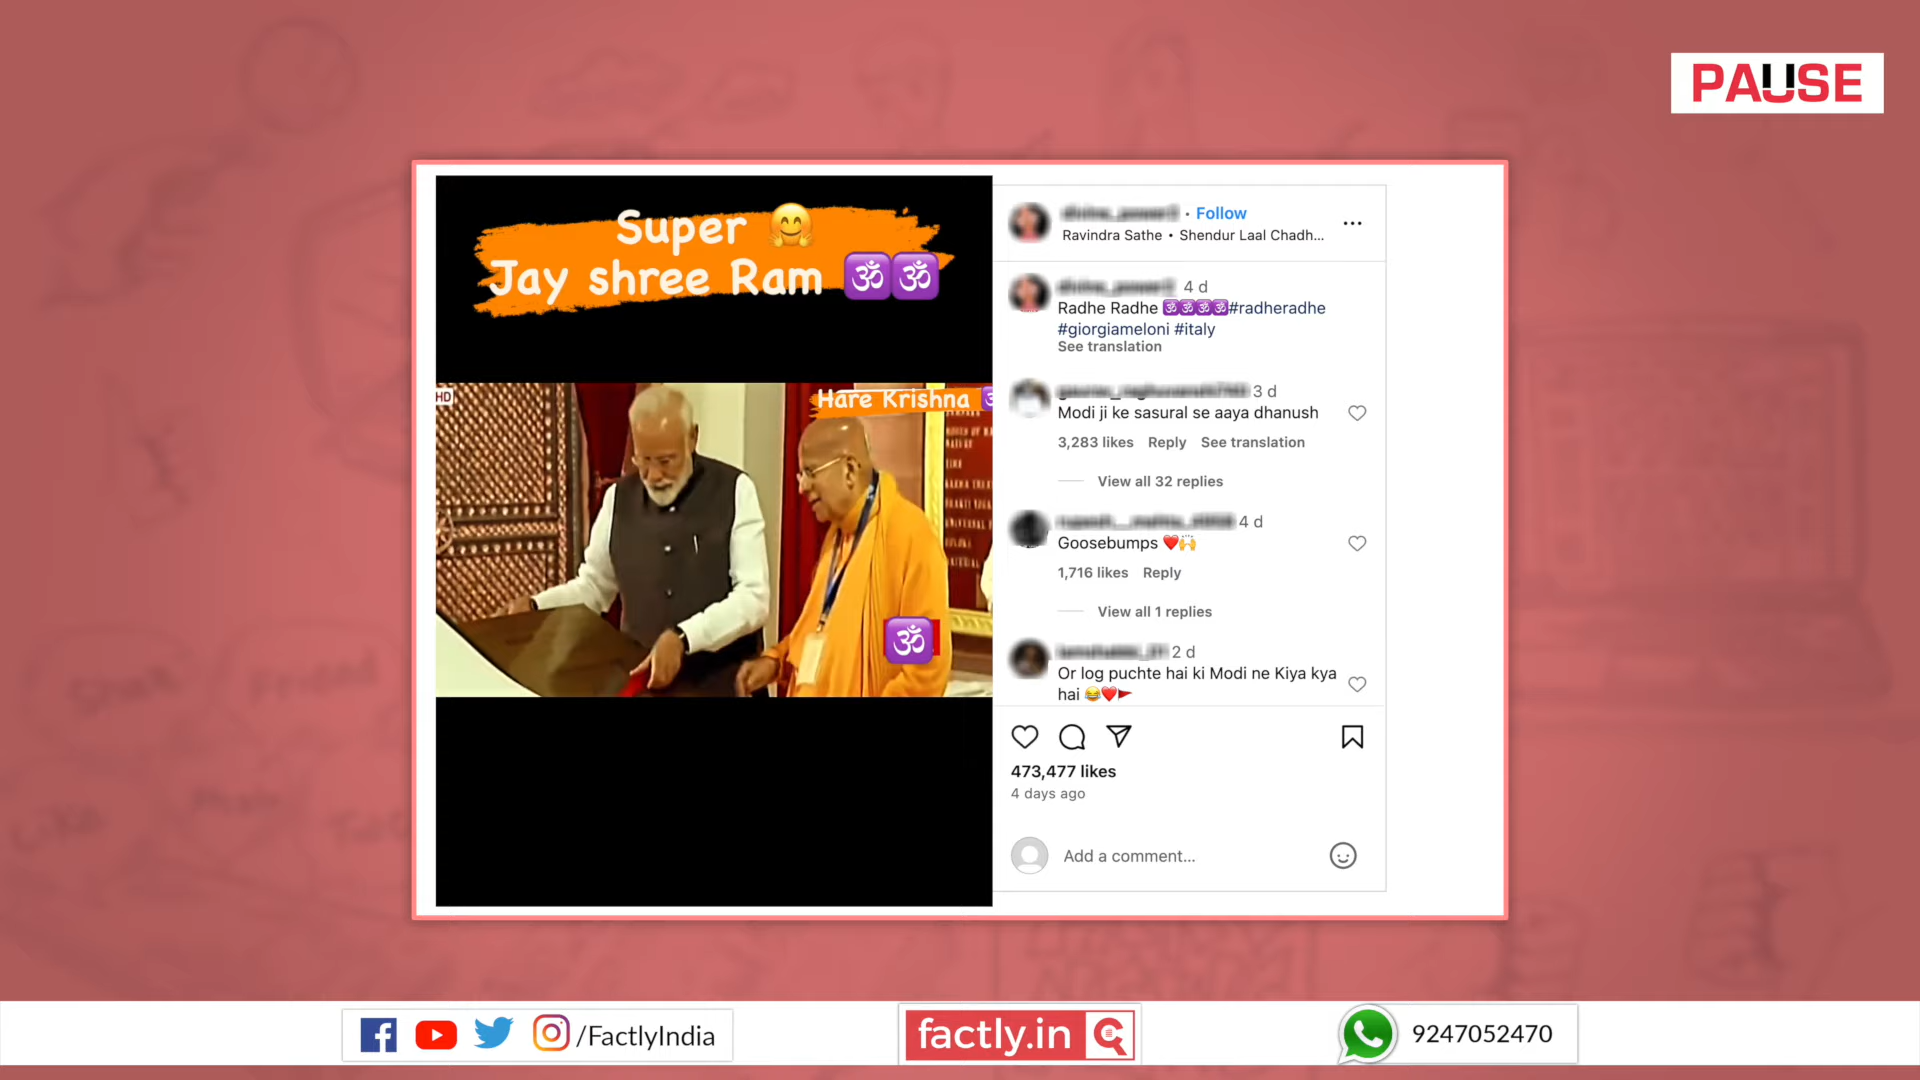 PAUSE
Super 🤗
Jay shree Ram 🕉🕉
HD
Hare Krishna 🕉
🕉
• Follow
Ravindra Sathe • Shendur Laal Chadh...
4 d
Radhe Radhe 🕉🕉🕉🕉#radheradhe
#giorgiameloni #italy
See translation
3 d
Modi ji ke sasural se aaya dhanush
3,283 likes Reply See translation
View all 32 replies
4 d
Goosebumps ❤️🙌
1,716 likes Reply
View all 1 replies
2 d
Or log puchte hai ki Modi ne Kiya kya
hai 😂❤️🚩
473,477 likes
4 days ago
Add a comment...
/FactlyIndia
factly.in
9247052470